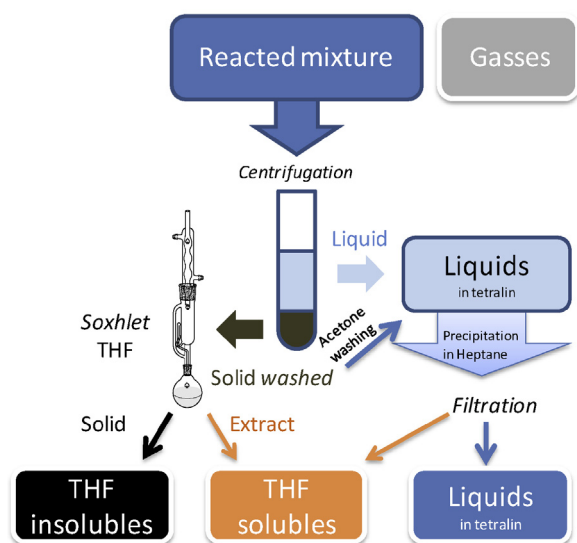 Reacted mixture
Gasses
Centrifugation
Liquid
Liquids
in tetralin
Soxhlet
THF
Acetone
washing
Precipitation
in Heptane
Solid washed
Filtration
Solid
Extract
THF
insolubles
THF
solubles
Liquids
in tetralin